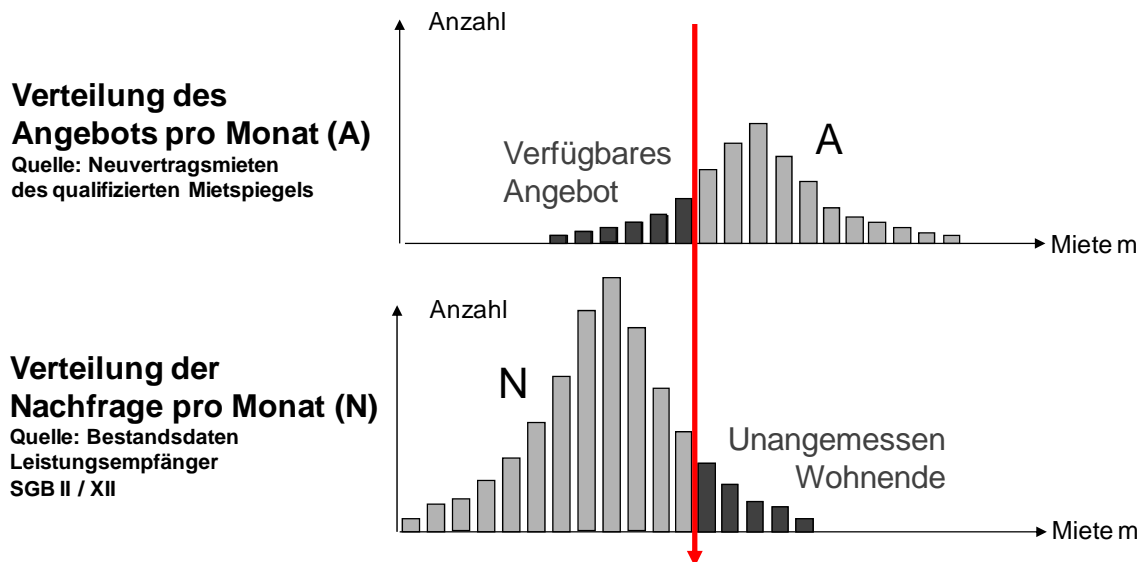 Anzahl
Verteilung des
Angebots pro Monat (A)
Quelle: Neuvertragsmieten
des qualifizierten Mietspiegels
Verfügbares
Angebot
A
Miete m
Anzahl
Verteilung der
Nachfrage pro Monat (N)
Quelle: Bestandsdaten
Leistungsempfänger
SGB II / XII
N
Unangemessen
Wohnende
Miete m